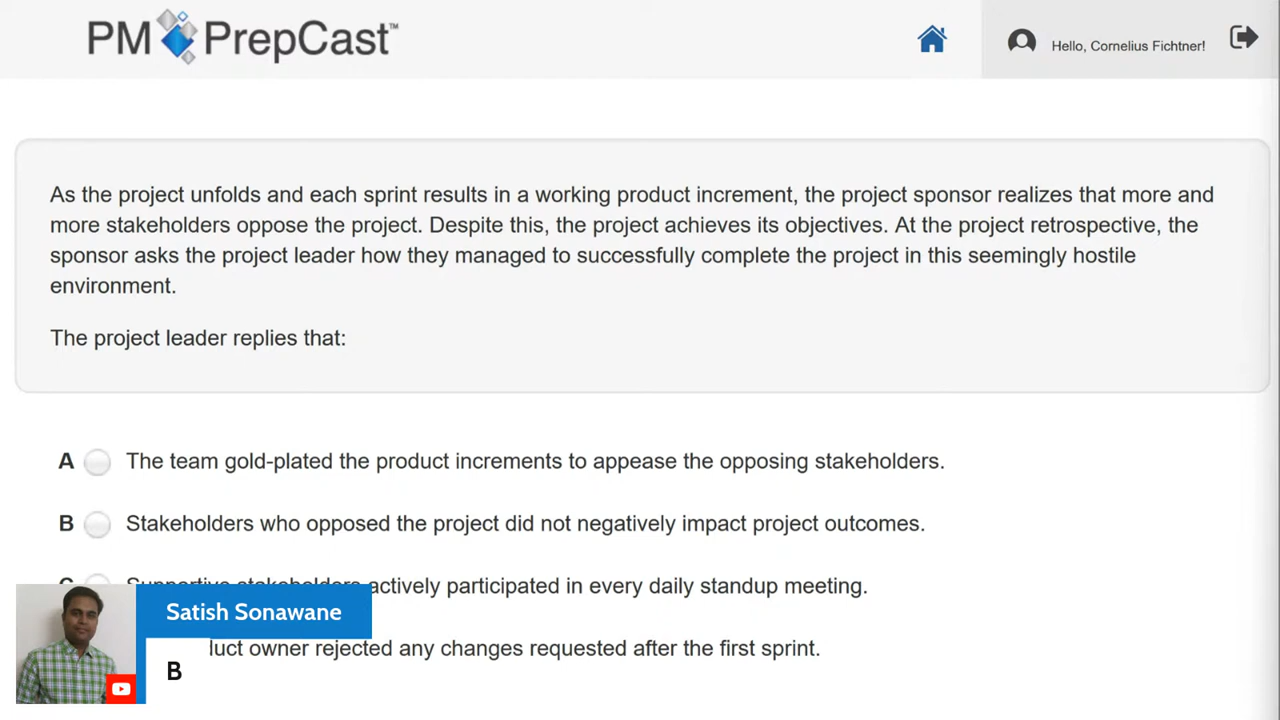 PM PrepCast™
Hello, Cornelius Fichtner!
As the project unfolds and each sprint results in a working product increment, the project sponsor realizes that more and
more stakeholders oppose the project. Despite this, the project achieves its objectives. At the project retrospective, the
sponsor asks the project leader how they managed to successfully complete the project in this seemingly hostile
environment.
The project leader replies that:
A The team gold-plated the product increments to appease the opposing stakeholders.
B Stakeholders who opposed the project did not negatively impact project outcomes.
C Supportive stakeholders actively participated in every daily standup meeting.
Satish Sonawane
luct owner rejected any changes requested after the first sprint.
B